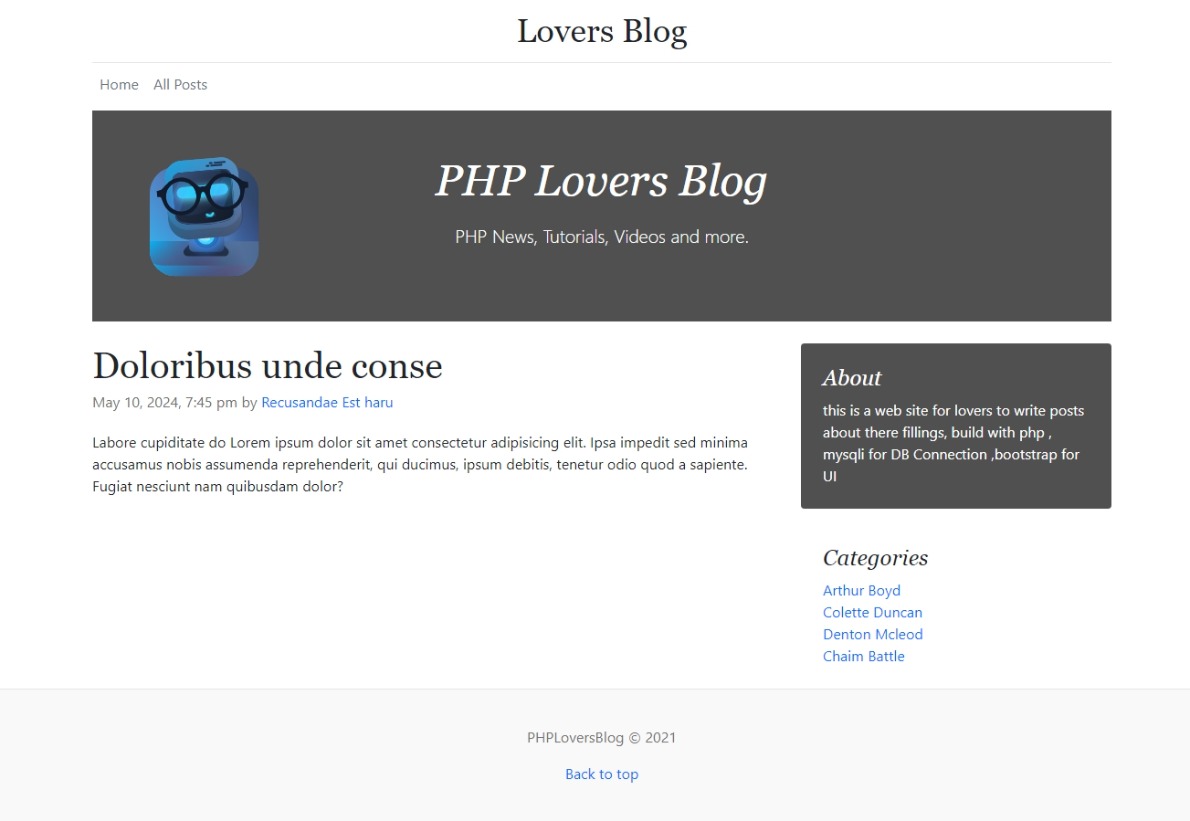 Lovers Blog
Home All Posts
PHP Lovers Blog
PHP News, Tutorials, Videos and more.
Doloribus unde conse
May 10, 2024, 7:45 pm by Recusandae Est haru
Labore cupiditate do Lorem ipsum dolor sit amet consectetur adipisicing elit. Ipsa impedit sed minima
accusamus nobis assumenda reprehenderit, qui ducimus, ipsum debitis, tenetur odio quod a sapiente.
Fugiat nesciunt nam quibusdam dolor?
About
this is a web site for lovers to write posts
about there fillings, build with php ,
mysqli for DB Connection ,bootstrap for
UI
Categories
Arthur Boyd
Colette Duncan
Denton Mcleod
Chaim Battle
PHPLoversBlog © 2021
Back to top